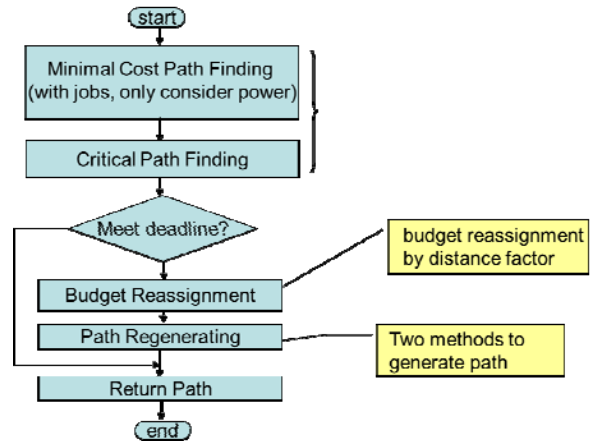 start
Minimal Cost Path Finding
(with jobs, only consider power)
Critical Path Finding
Meet deadline?
budget reassignment
by distance factor
Budget Reassignment
Path Regenerating
Two methods to
generate path
Return Path
end